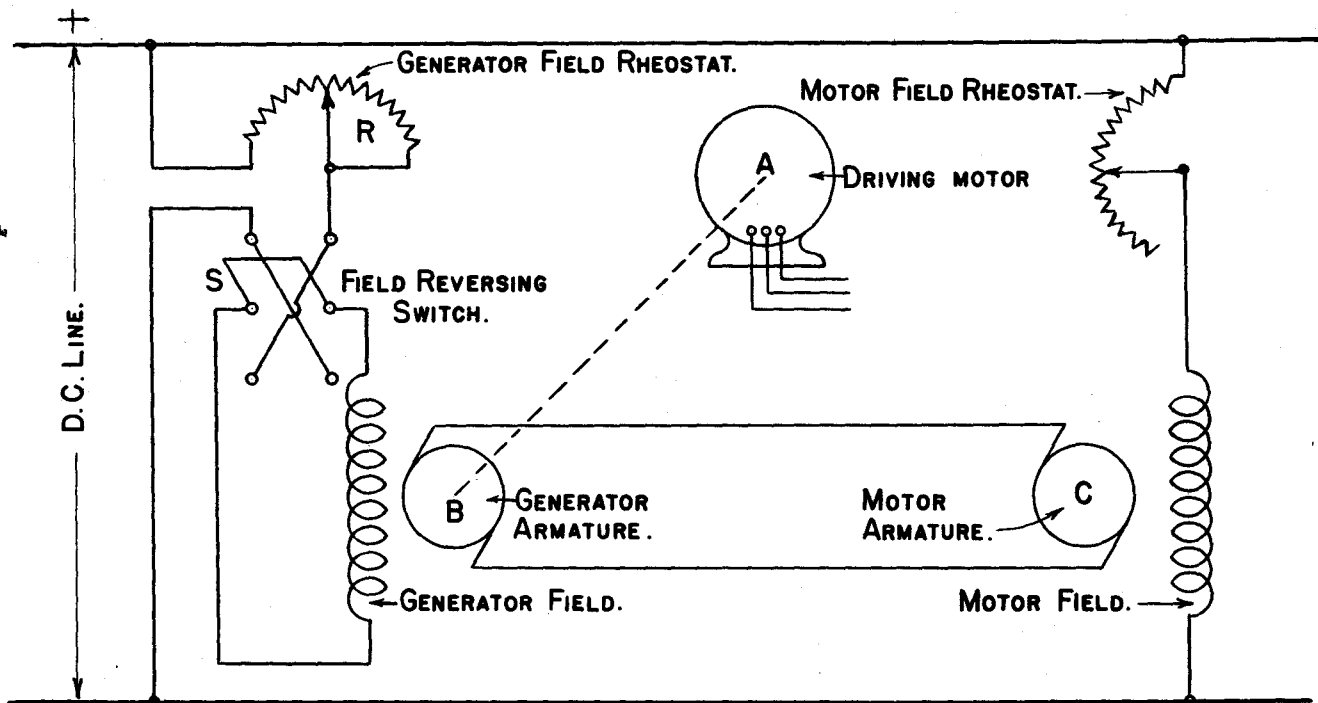 +
GENERATOR FIELD RHEOSTAT.
MOTOR FIELD RHEOSTAT.
R
A
DRIVING MOTOR
S
FIELD REVERSING
SWITCH.
D.C. LINE.
B
GENERATOR
ARMATURE.
MOTOR
ARMATURE.
C
GENERATOR FIELD.
MOTOR FIELD.